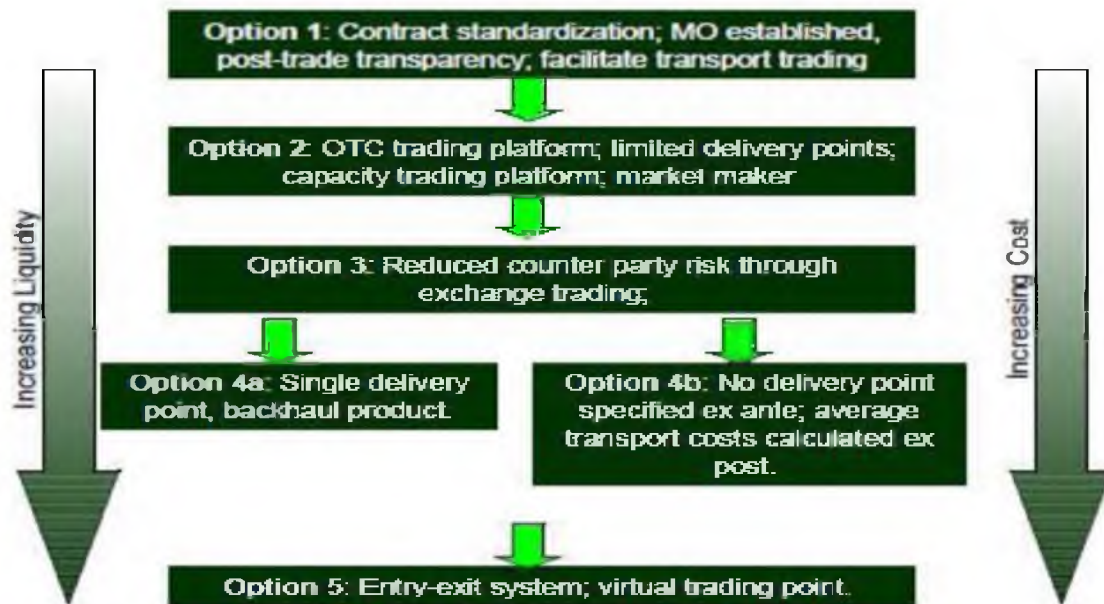 Option 1: Contract standardization; MO established,
post-trade transparency; facilitate transport trading
Option 2: OTC trading platform; limited delivery points;
capacity trading platform; market maker
Option 3: Reduced counter party risk through
exchange trading;
Option 4a: Single delivery
point, backhaul product.
Option 4b: No delivery point
specified ex ante; average
transport costs calculated ex
post.
Option 5: Entry-exit system; virtual trading point.
Increasing Liquidity
Increasing Cost